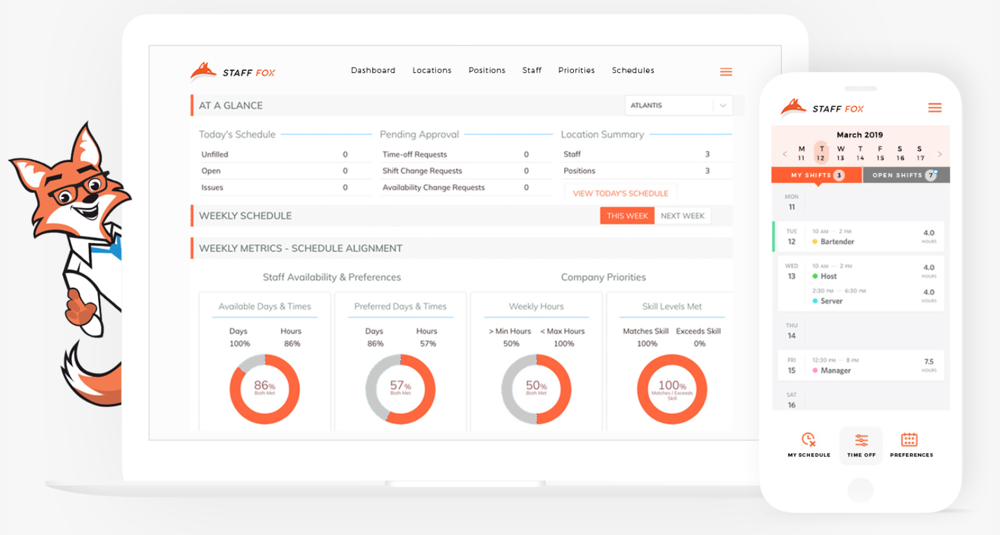 STAFF FOX
Dashboard Locations Positions Staff Priorities Schedules
AT A GLANCE
ATLANTIS
Today's Schedule
Unfilled 0
Open 0
Issues 0
Pending Approval
Time-off Requests 0
Shift Change Requests 0
Availability Change Requests 0
Location Summary
Staff 3
Positions 3
VIEW TODAY'S SCHEDULE
WEEKLY SCHEDULE
THIS WEEK NEXT WEEK
WEEKLY METRICS - SCHEDULE ALIGNMENT
Staff Availability & Preferences
Company Priorities
Available Days & Times
Days Hours
100% 86%
86%
Both Met
Preferred Days & Times
Days Hours
86% 57%
57%
Both Met
Weekly Hours
> Min Hours < Max Hours
50% 100%
50%
Both Met
Skill Levels Met
Matches Skill Exceeds Skill
100% 0%
100%
Matches / Exceeds
Skill
STAFF FOX
March 2019
< M T W T F S S >
11 12 13 14 15 16 17
MY SHIFTS 3 OPEN SHIFTS 7
MON
11
TUE 10 AM — 2 PM 4.0
12 Bartender HOURS
WED 10 AM — 2 PM 4.0
13 Host HOURS
2:30 PM — 6:30 PM 4.0
Server HOURS
THU
14
FRI 12:30 PM — 8 PM 7.5
15 Manager HOURS
SAT
16
MY SCHEDULE TIME OFF PREFERENCES